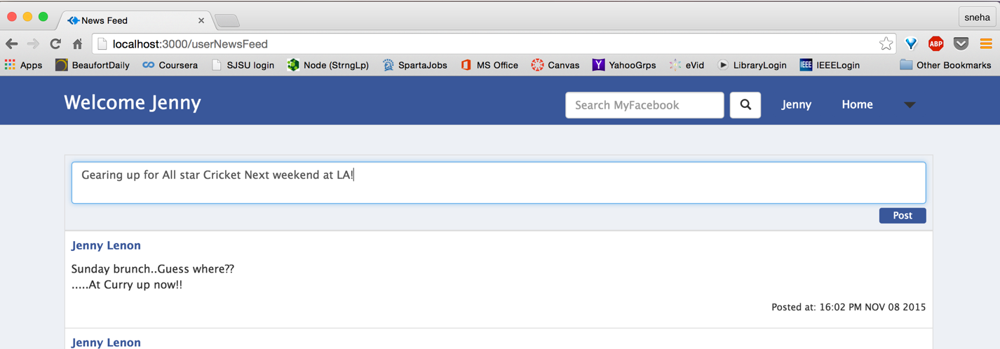 News Feed
sneha
localhost:3000/userNewsFeed
ABP
Apps BeaufortDaily Coursera SJSU login Node (StrngLp) SpartaJobs MS Office Canvas YahooGrps eVid LibraryLogin IEEE IEEELogin Other Bookmarks
Welcome Jenny
Search MyFacebook
Jenny Home
Gearing up for All star Cricket Next weekend at LA!
Post
Jenny Lenon
Sunday brunch..Guess where??
.....At Curry up now!!
Posted at: 16:02 PM NOV 08 2015
Jenny Lenon